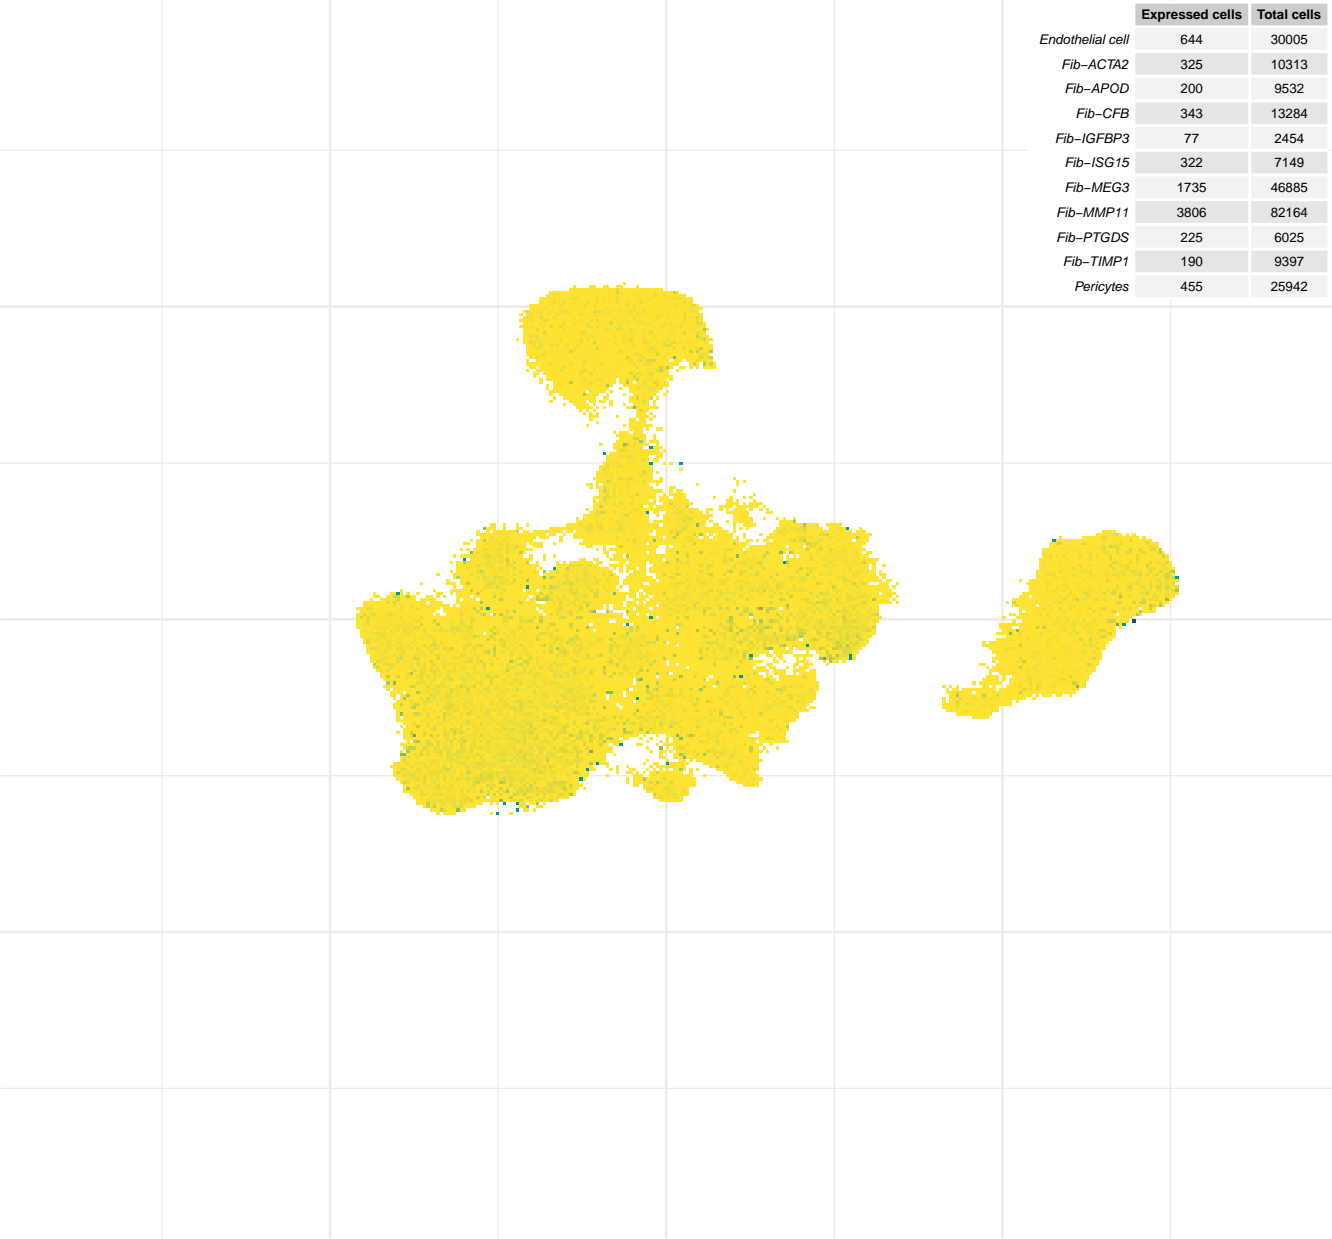 Expressed cells Total cells
Endothelial cell 644 30005
Fib−ACTA2 325 10313
Fib−APOD 200 9532
Fib−CFB 343 13284
Fib−IGFBP3 77 2454
Fib−ISG15 322 7149
Fib−MEG3 1735 46885
Fib−MMP11 3806 82164
Fib−PTGDS 225 6025
Fib−TIMP1 190 9397
Pericytes 455 25942